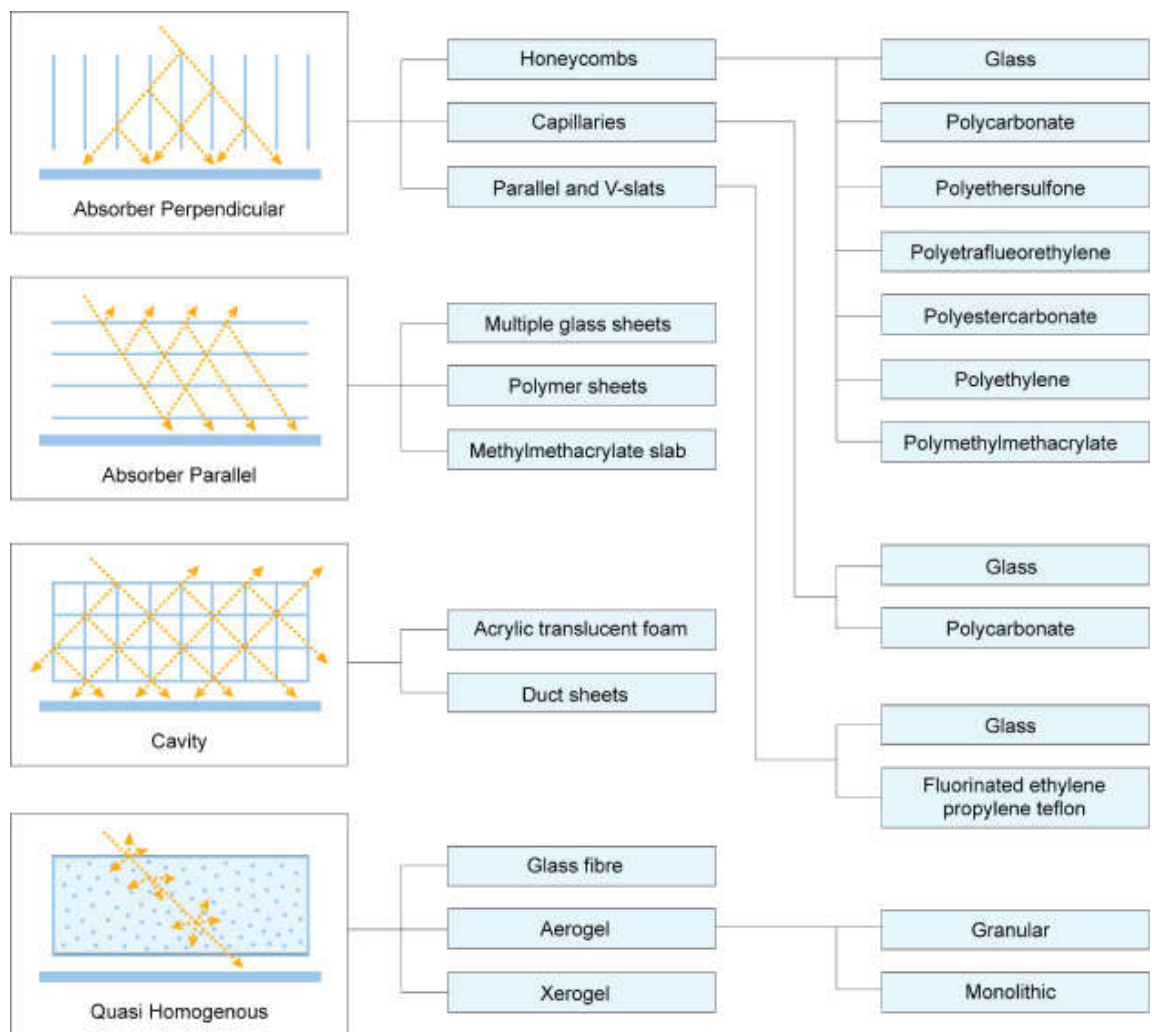 Absorber Perpendicular
Honeycombs
Capillaries
Parallel and V-slats
Glass
Polycarbonate
Polyethersulfone
Polyetraflueorethylene
Polyestercarbonate
Polyethylene
Polymethylmethacrylate
Absorber Parallel
Multiple glass sheets
Polymer sheets
Methylmethacrylate slab
Glass
Polycarbonate
Cavity
Acrylic translucent foam
Duct sheets
Glass
Fluorinated ethylene
propylene teflon
Quasi Homogenous
Glass fibre
Aerogel
Xerogel
Granular
Monolithic